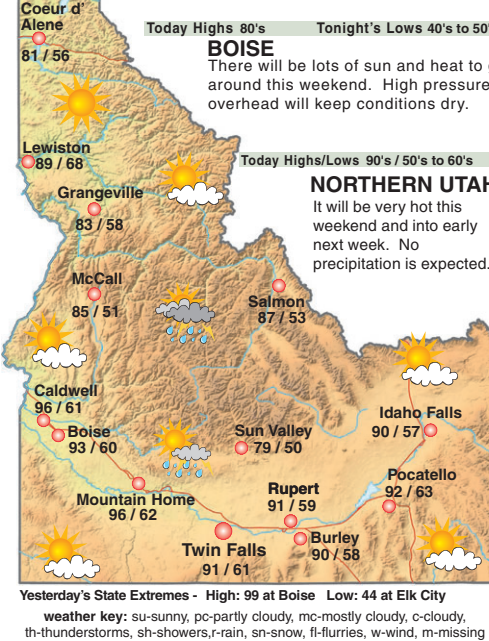 Coeur d'
Alene
81 / 56
Today Highs 80's Tonight's Lows 40's to 50'
BOISE
There will be lots of sun and heat to
around this weekend. High pressure
overhead will keep conditions dry.
Lewiston
89 / 68
Today Highs/Lows 90's / 50's to 60's
Grangeville
83 / 58
NORTHERN UTAH
It will be very hot this
weekend and into early
next week. No
precipitation is expected.
McCall
85 / 51
Salmon
87 / 53
Caldwell
96 / 61
Boise
93 / 60
Sun Valley
79 / 50
Idaho Falls
90 / 57
Mountain Home
96 / 62
Rupert
91 / 59
Pocatello
92 / 63
Twin Falls
91 / 61
Burley
90 / 58
Yesterday's State Extremes - High: 99 at Boise Low: 44 at Elk City
weather key: su-sunny, pc-partly cloudy, mc-mostly cloudy, c-cloudy,
th-thunderstorms, sh-showers,r-rain, sn-snow, fl-flurries, w-wind, m-missing